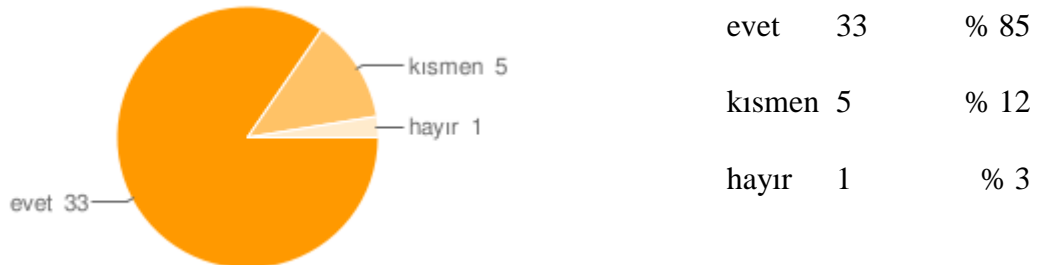 kısmen 5
hayır 1
evet 33
evet 33 % 85
kısmen 5 % 12
hayır 1 % 3